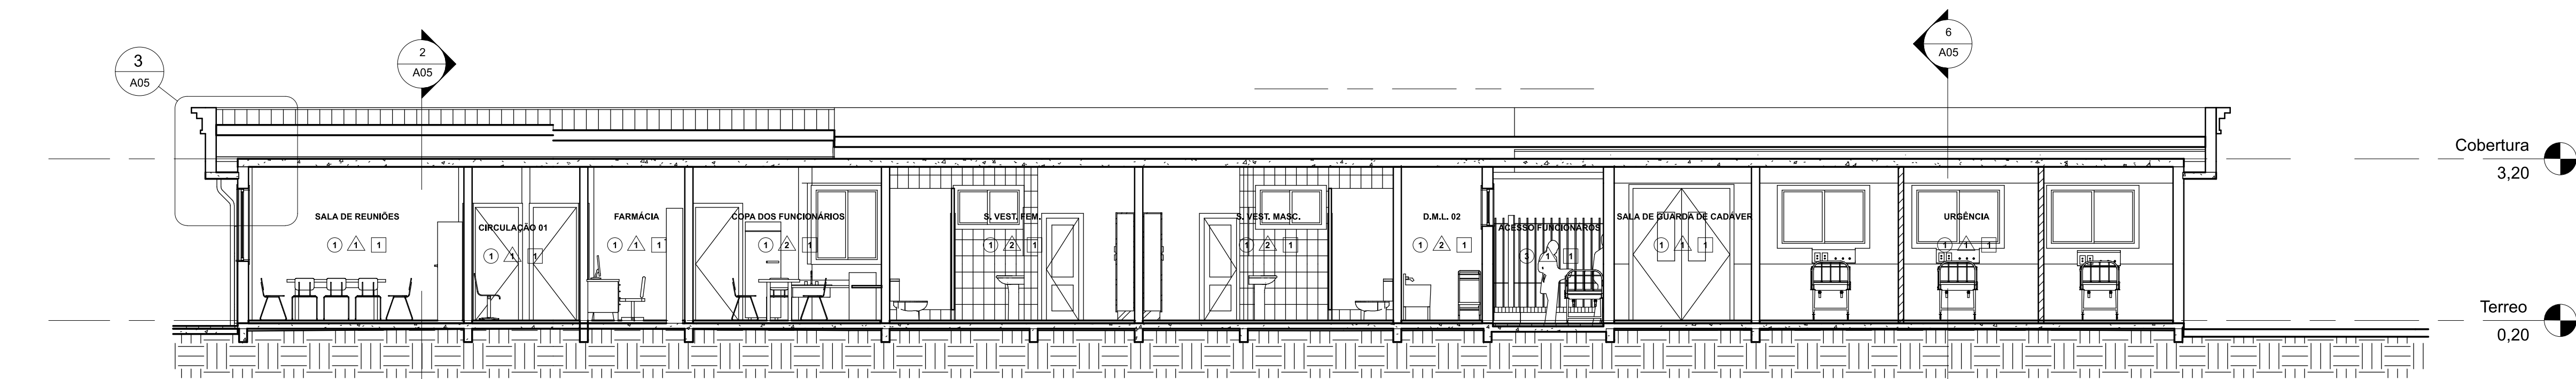 3
A05
2
A05
6
A05
Cobertura
3,20
Terreo
0,20
SALA DE REUNIÕES
1 1 1
CIRCULAÇÃO 01
1 1 1
FARMÁCIA
1 1 1
COPA DOS FUNCIONÁRIOS
1 2 1
S. VEST. FEM.
1 2 1
S. VEST. MASC.
1 2 1
D.M.L. 02
1 2 1
ACESSO FUNCIONÁROS
3 1 1
SALA DE GUARDA DE CADÁVER
1 1 1
URGÊNCIA
1 1 1